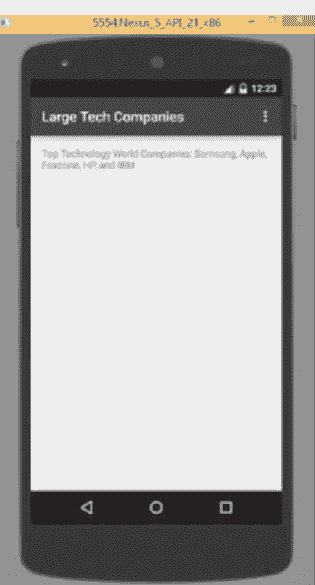 5554:Nexus_5_API_21_x86
12:23
Large Tech Companies
Top Technology World Companies: Samsung, Apple,
Foxconn, HP, and IBM